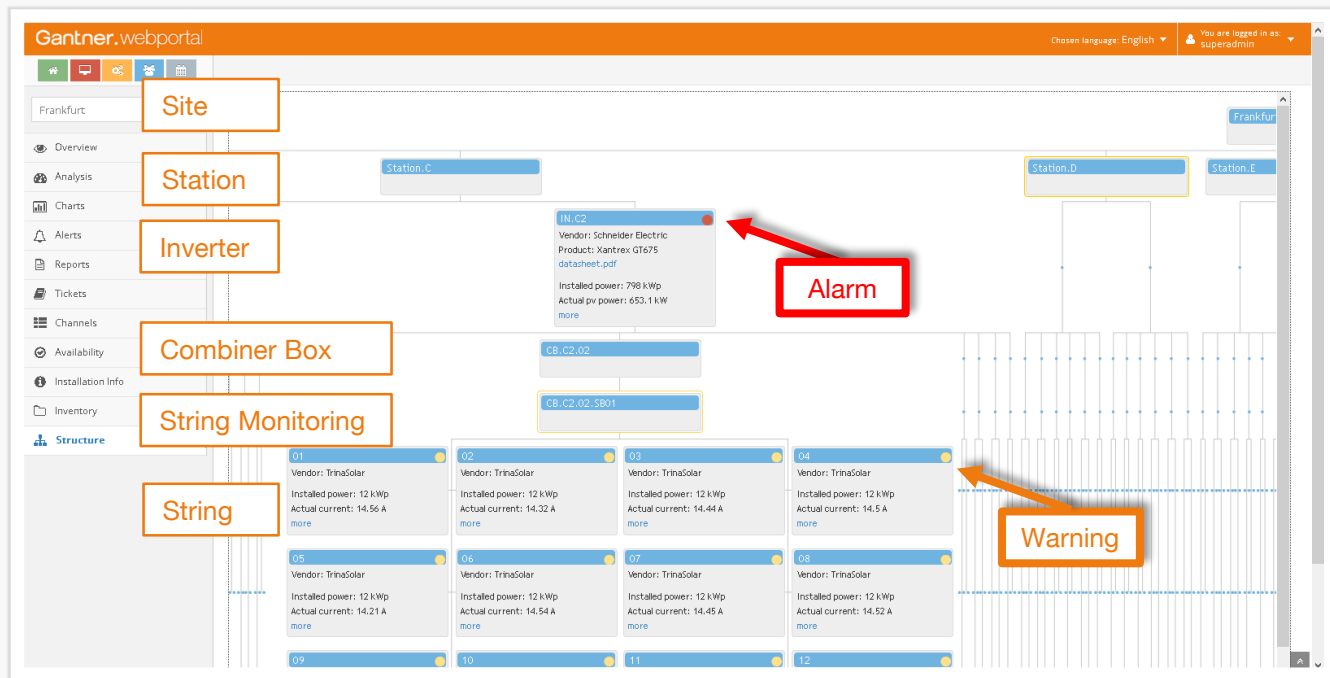 Gantner.webportal
Chosen language: English
You are logged in as:
superadmin
Frankfurt
Site
Frankfur
Overview
Analysis
Charts
Alerts
Reports
Tickets
Channels
Availability
Installation Info
Inventory
Structure
Station
Station.C
Station.D
Station.E
Inverter
IN.C2
Vendor: Schneider Electric
Product: Xantrex GT675
datasheet.pdf
Installed power: 798 kWp
Actual pv power: 653.1 kW
more
Alarm
Combiner Box
CB.C2.02
String Monitoring
CB.C2.02.SB01
String
01
Vendor: TrinaSolar
Installed power: 12 kWp
Actual current: 14.56 A
more
02
Vendor: TrinaSolar
Installed power: 12 kWp
Actual current: 14.32 A
more
03
Vendor: TrinaSolar
Installed power: 12 kWp
Actual current: 14.44 A
more
04
Vendor: TrinaSolar
Installed power: 12 kWp
Actual current: 14.5 A
more
Warning
05
Vendor: TrinaSolar
Installed power: 12 kWp
Actual current: 14.21 A
more
06
Vendor: TrinaSolar
Installed power: 12 kWp
Actual current: 14.54 A
more
07
Vendor: TrinaSolar
Installed power: 12 kWp
Actual current: 14.45 A
more
08
Vendor: TrinaSolar
Installed power: 12 kWp
Actual current: 14.52 A
more
09
10
11
12